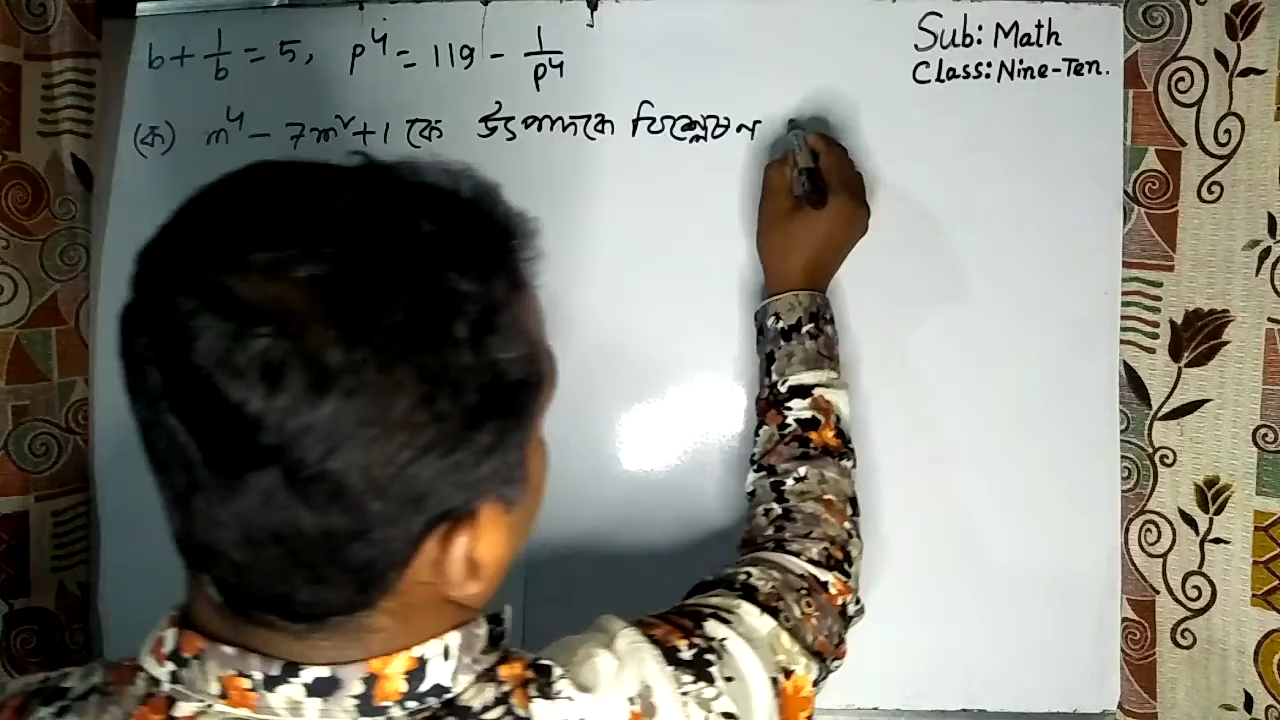 b + 1/b = 5, p⁴ = 119 - 1/p⁴
Sub: Math
Class: Nine-Ten.
(ক) m⁴ - 7m² + 1 কে উৎপাদকে বিশ্লেষণ